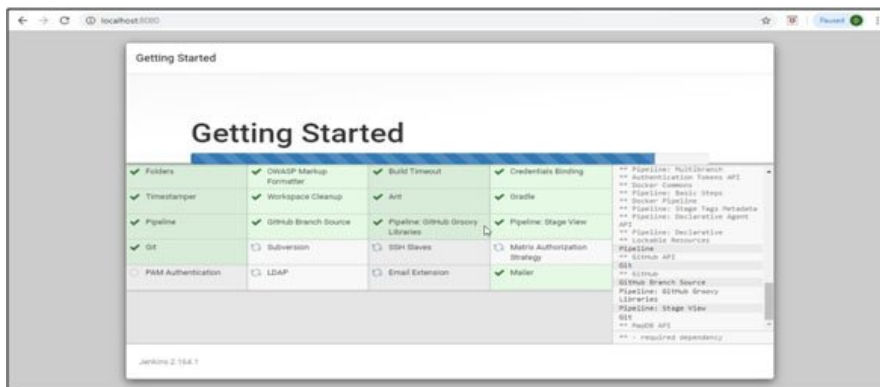 localhost:8080
Paused
Getting Started
Getting Started
Folders
OWASP Markup
Formatter
Build Timeout
Credentials Binding
Timestamper
Workspace Cleanup
Ant
Gradle
Pipeline
GitHub Branch Source
Pipeline: GitHub Groovy
Libraries
Pipeline: Stage View
Git
Subversion
SSH Slaves
Matrix Authorization
Strategy
PAM Authentication
LDAP
Email Extension
Mailer
** Pipeline: Multibranch
** Authentication Tokens API
** Docker Commons
** Pipeline: Basic Steps
** Docker Pipeline
** Pipeline: Stage Tags Metadata
** Pipeline: Declarative Agent
API
** Pipeline: Declarative
** Lockable Resources
Pipeline
** GitHub API
Git
** GitHub
GitHub Branch Source
Pipeline: GitHub Groovy
Libraries
Pipeline: Stage View
Git
** MapDB API
** - required dependency
Jenkins 2.164.1